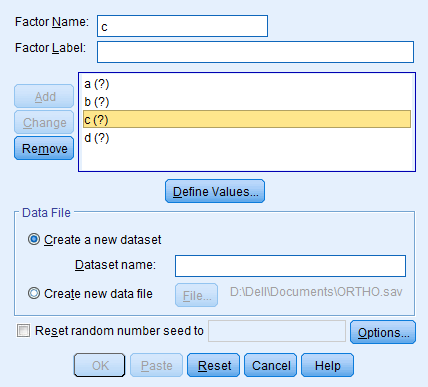 Factor Name: c
Factor Label:
Add
Change
Remove
a (?)
b (?)
c (?)
d (?)
Define Values...
Data File
Create a new dataset
Dataset name:
Create new data file File... D:\Dell\Documents\ORTHO.sav
Reset random number seed to Options...
OK Paste Reset Cancel Help